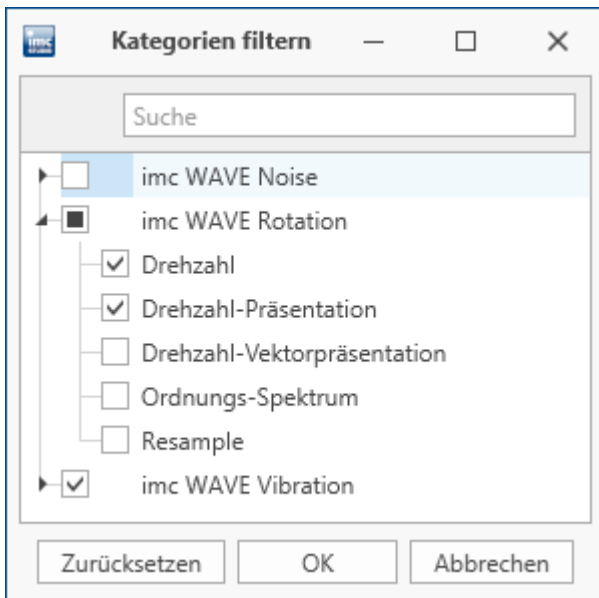 Kategorien filtern
Suche
imc WAVE Noise
imc WAVE Rotation
Drehzahl
Drehzahl-Präsentation
Drehzahl-Vektorpräsentation
Ordnungs-Spektrum
Resample
imc WAVE Vibration
Zurücksetzen OK Abbrechen